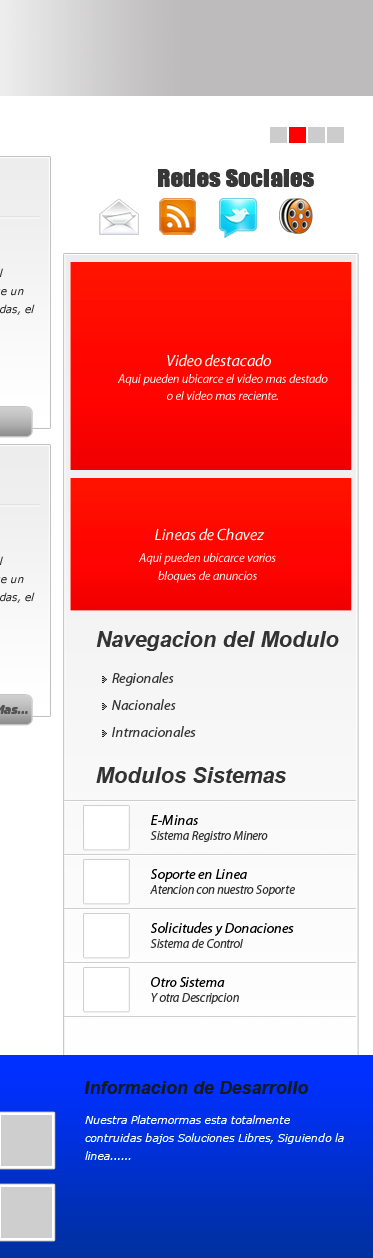 Redes Sociales
l
e un
das, el
Video destacado
Aqui pueden ubicarce el video mas destado
o el video mas reciente.
Lineas de Chavez
Aqui pueden ubicarce varios
bloques de anuncios
l
e un
das, el
Mas...
Navegacion del Modulo
Regionales
Nacionales
Intrnacionales
Modulos Sistemas
E-Minas
Sistema Registro Minero
Soporte en Linea
Atencion con nuestro Soporte
Solicitudes y Donaciones
Sistema de Control
Otro Sistema
Y otra Descripcion
Informacion de Desarrollo
Nuestra Platemormas esta totalmente
contruidas bajos Soluciones Libres, Siguiendo la
linea......